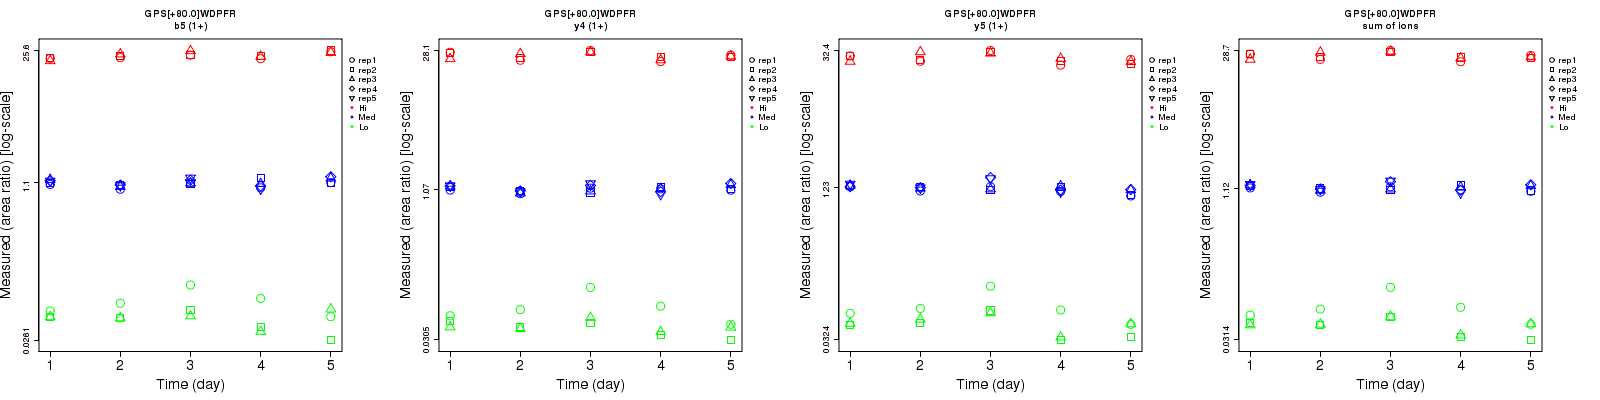 GPS[+80.0]WDPFR
b5 (1+)
Measured (area ratio) [log-scale]
25.6
1.1
0.0261
1 2 3 4 5
Time (day)
rep1
rep2
rep3
rep4
rep5
Hi
Med
Lo
GPS[+80.0]WDPFR
y4 (1+)
Measured (area ratio) [log-scale]
28.1
1.07
0.0305
1 2 3 4 5
Time (day)
rep1
rep2
rep3
rep4
rep5
Hi
Med
Lo
GPS[+80.0]WDPFR
y5 (1+)
Measured (area ratio) [log-scale]
32.4
1.23
0.0324
1 2 3 4 5
Time (day)
rep1
rep2
rep3
rep4
rep5
Hi
Med
Lo
GPS[+80.0]WDPFR
sum of ions
Measured (area ratio) [log-scale]
28.7
1.12
0.0314
1 2 3 4 5
Time (day)
rep1
rep2
rep3
rep4
rep5
Hi
Med
Lo